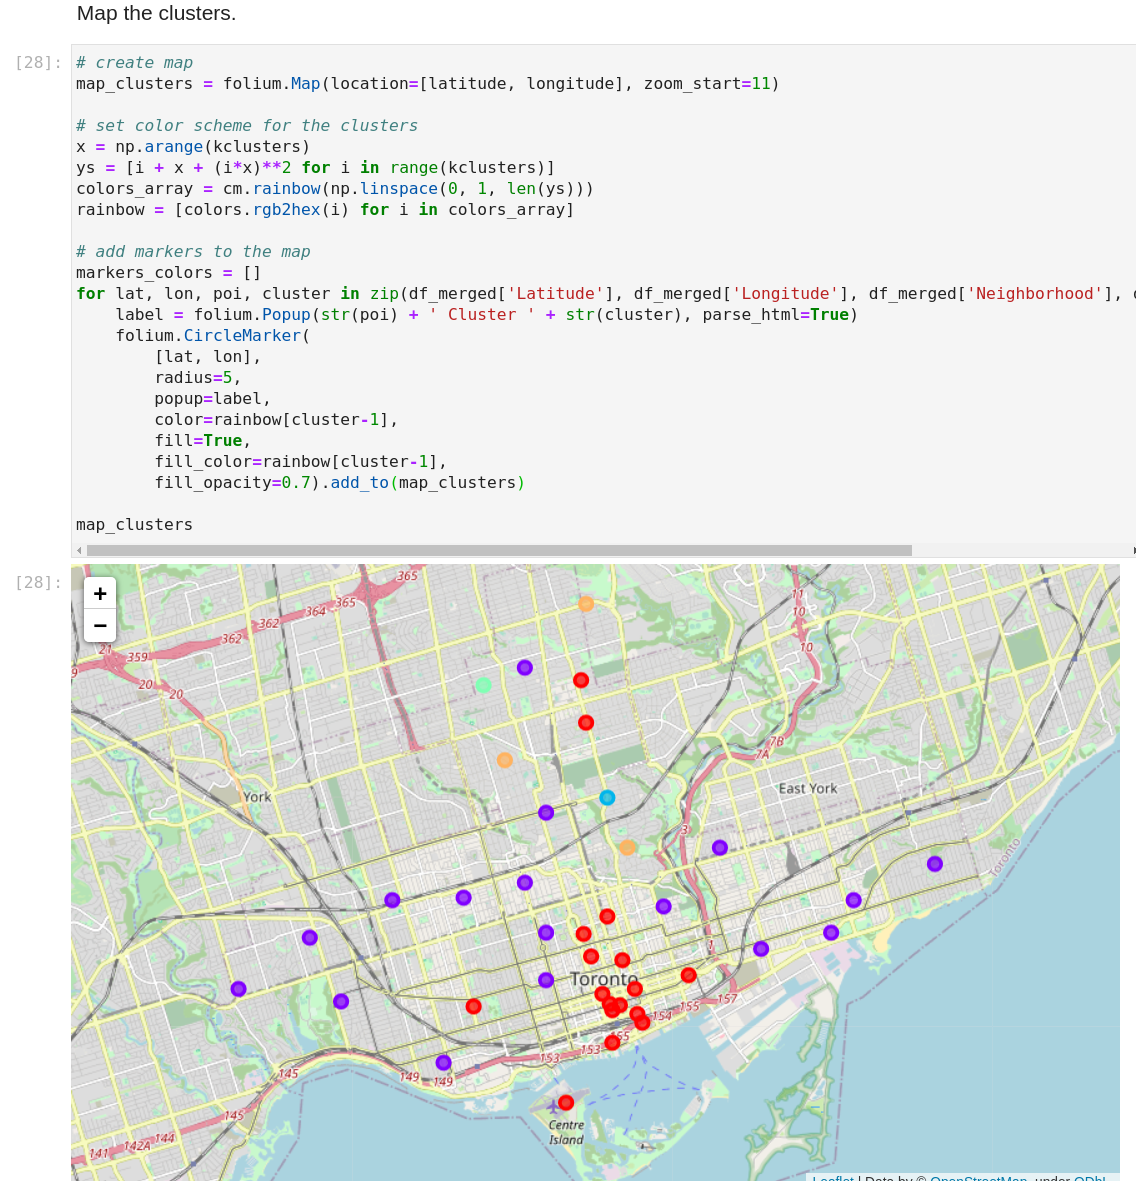 Map the clusters.
[28]:
# create map
map_clusters = folium.Map(location=[latitude, longitude], zoom_start=11)
# set color scheme for the clusters
x = np.arange(kclusters)
ys = [i + x + (i*x)**2 for i in range(kclusters)]
colors_array = cm.rainbow(np.linspace(0, 1, len(ys)))
rainbow = [colors.rgb2hex(i) for i in colors_array]
# add markers to the map
markers_colors = []
for lat, lon, poi, cluster in zip(df_merged['Latitude'], df_merged['Longitude'], df_merged['Neighborhood'],
    label = folium.Popup(str(poi) + ' Cluster ' + str(cluster), parse_html=True)
    folium.CircleMarker(
        [lat, lon],
        radius=5,
        popup=label,
        color=rainbow[cluster-1],
        fill=True,
        fill_color=rainbow[cluster-1],
        fill_opacity=0.7).add_to(map_clusters)
map_clusters
[28]:
+
−
365
365
364
362
362
359
21
9
20
20
11
10
10
7B
7A
York
East York
3
Toronto
1
Toronto
157
155
154
155
153
153
149
149
145
145
144
142A
141
Centre
Island
Leaflet | Data by © OpenStreetMap, under ODbL.